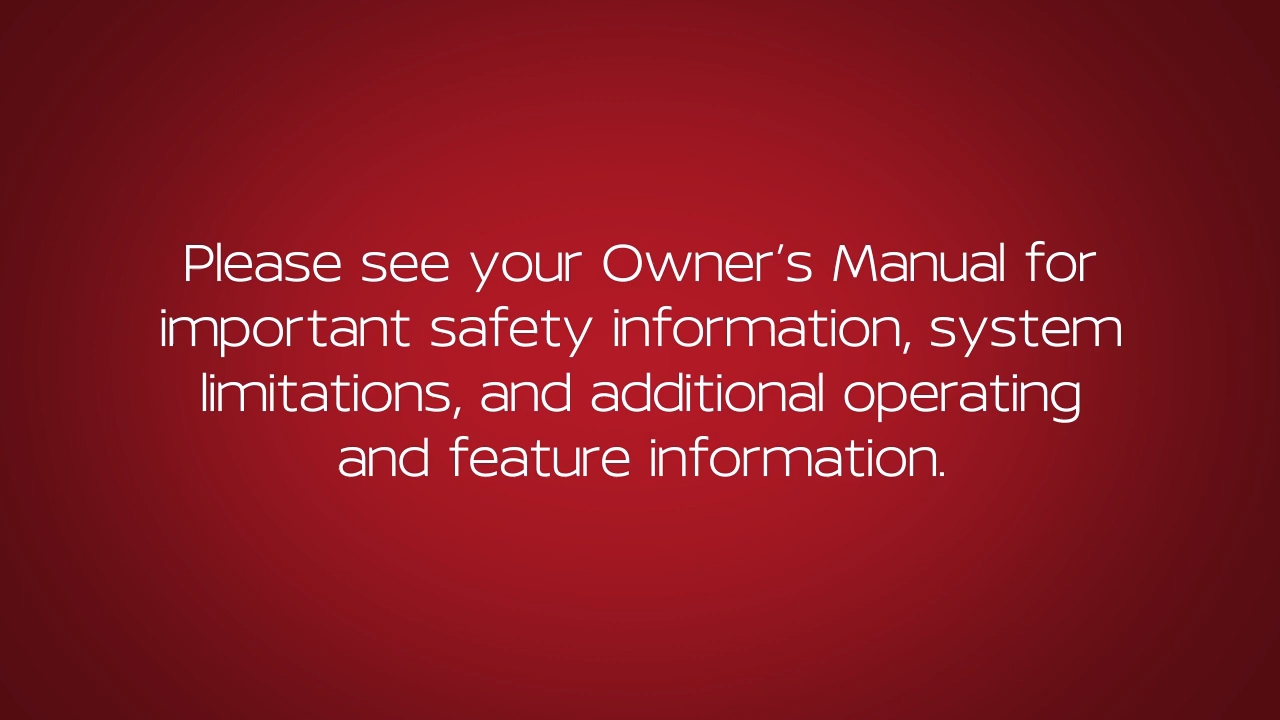 Please see your Owner’s Manual for
important safety information, system
limitations, and additional operating
and feature information.